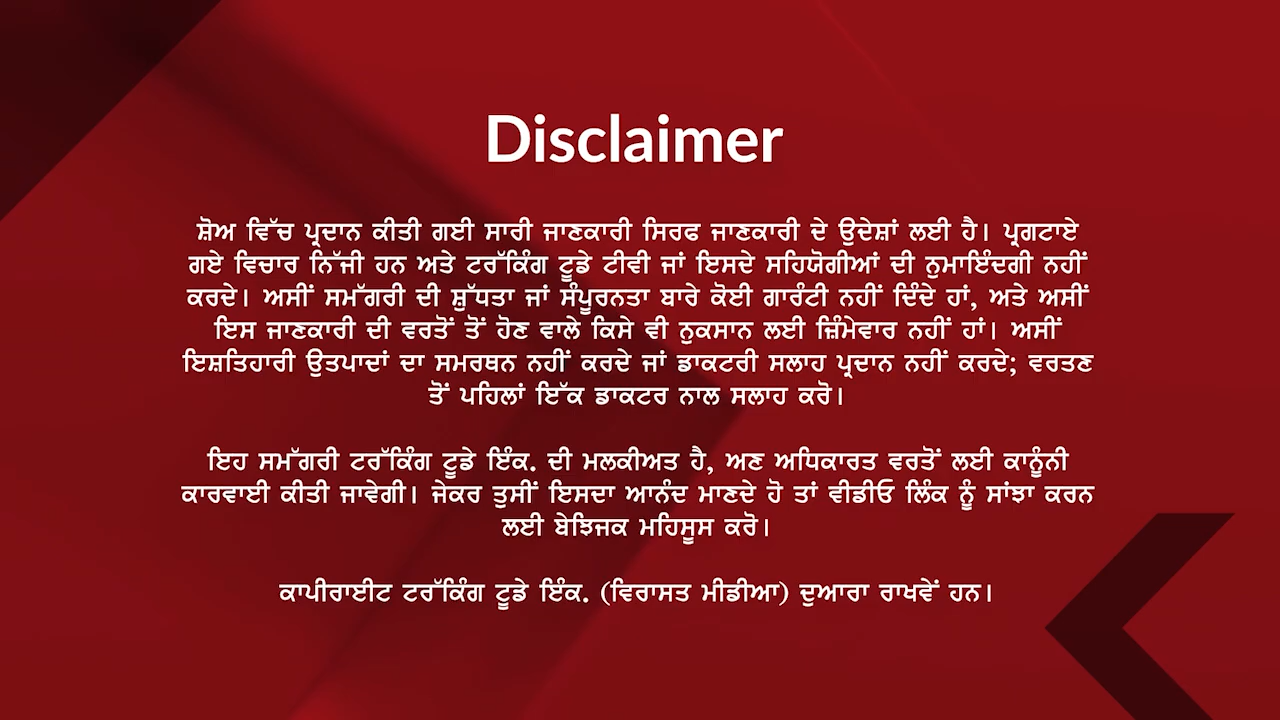 Disclaimer
ਸ਼ੋਅ ਵਿੱਚ ਪ੍ਰਦਾਨ ਕੀਤੀ ਗਈ ਸਾਰੀ ਜਾਣਕਾਰੀ ਸਿਰਫ ਜਾਣਕਾਰੀ ਦੇ ਉਦੇਸ਼ਾਂ ਲਈ ਹੈ। ਪ੍ਰਗਟਾਏ
ਗਏ ਵਿਚਾਰ ਨਿੱਜੀ ਹਨ ਅਤੇ ਟਰੱਕਿੰਗ ਟੂਡੇ ਟੀਵੀ ਜਾਂ ਇਸਦੇ ਸਹਿਯੋਗੀਆਂ ਦੀ ਨੁਮਾਇੰਦਗੀ ਨਹੀਂ
ਕਰਦੇ। ਅਸੀਂ ਸਮੱਗਰੀ ਦੀ ਸ਼ੁੱਧਤਾ ਜਾਂ ਸੰਪੂਰਨਤਾ ਬਾਰੇ ਕੋਈ ਗਾਰੰਟੀ ਨਹੀਂ ਦਿੰਦੇ ਹਾਂ, ਅਤੇ ਅਸੀਂ
ਇਸ ਜਾਣਕਾਰੀ ਦੀ ਵਰਤੋਂ ਤੋਂ ਹੋਣ ਵਾਲੇ ਕਿਸੇ ਵੀ ਨੁਕਸਾਨ ਲਈ ਜ਼ਿੰਮੇਵਾਰ ਨਹੀਂ ਹਾਂ। ਅਸੀਂ
ਇਸ਼ਤਿਹਾਰੀ ਉਤਪਾਦਾਂ ਦਾ ਸਮਰਥਨ ਨਹੀਂ ਕਰਦੇ ਜਾਂ ਡਾਕਟਰੀ ਸਲਾਹ ਪ੍ਰਦਾਨ ਨਹੀਂ ਕਰਦੇ; ਵਰਤਣ
ਤੋਂ ਪਹਿਲਾਂ ਇੱਕ ਡਾਕਟਰ ਨਾਲ ਸਲਾਹ ਕਰੋ।
ਇਹ ਸਮੱਗਰੀ ਟਰੱਕਿੰਗ ਟੂਡੇ ਇੰਕ. ਦੀ ਮਲਕੀਅਤ ਹੈ, ਅਣ ਅਧਿਕਾਰਤ ਵਰਤੋਂ ਲਈ ਕਾਨੂੰਨੀ
ਕਾਰਵਾਈ ਕੀਤੀ ਜਾਵੇਗੀ। ਜੇਕਰ ਤੁਸੀਂ ਇਸਦਾ ਆਨੰਦ ਮਾਣਦੇ ਹੋ ਤਾਂ ਵੀਡੀਓ ਲਿੰਕ ਨੂੰ ਸਾਂਝਾ ਕਰਨ
ਲਈ ਬੇਝਿਜਕ ਮਹਿਸੂਸ ਕਰੋ।
ਕਾਪੀਰਾਈਟ ਟਰੱਕਿੰਗ ਟੂਡੇ ਇੰਕ. (ਵਿਰਾਸਤ ਮੀਡੀਆ) ਦੁਆਰਾ ਰਾਖਵੇਂ ਹਨ।